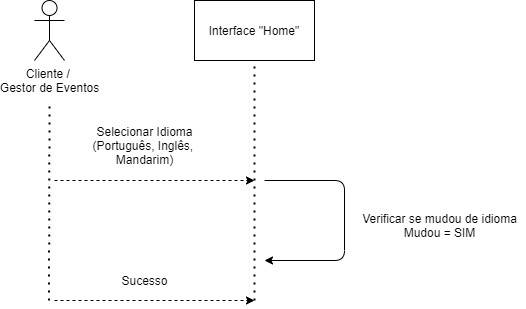 Interface "Home"
Cliente /
Gestor de Eventos
Selecionar Idioma
(Português, Inglês,
Mandarim)
Verificar se mudou de idioma
Mudou = SIM
Sucesso